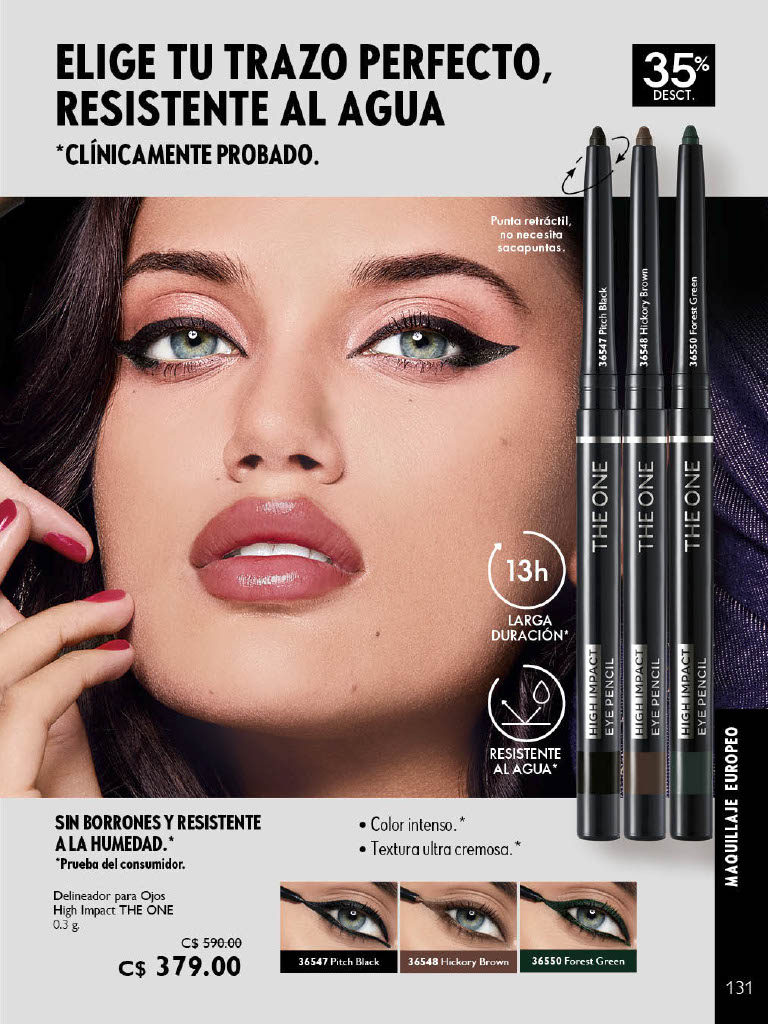 ELIGE TU TRAZO PERFECTO,
RESISTENTE AL AGUA
*CLÍNICAMENTE PROBADO.
35%
DESCT.
Punta retráctil,
no necesita
sacapuntas.
36547 Pitch Black
36548 Hickory Brown
36550 Forest Green
THE ONE
THE ONE
THE ONE
13h
LARGA
DURACIÓN*
RESISTENTE
AL AGUA*
HIGH IMPACT
EYE PENCIL
HIGH IMPACT
EYE PENCIL
HIGH IMPACT
EYE PENCIL
MAQUILLAJE EUROPEO
SIN BORRONES Y RESISTENTE
A LA HUMEDAD.*
*Prueba del consumidor.
• Color intenso.*
• Textura ultra cremosa.*
Delineador para Ojos
High Impact THE ONE
0.3 g.
C$ 590.00
C$ 379.00
36547 Pitch Black
36548 Hickory Brown
36550 Forest Green
131